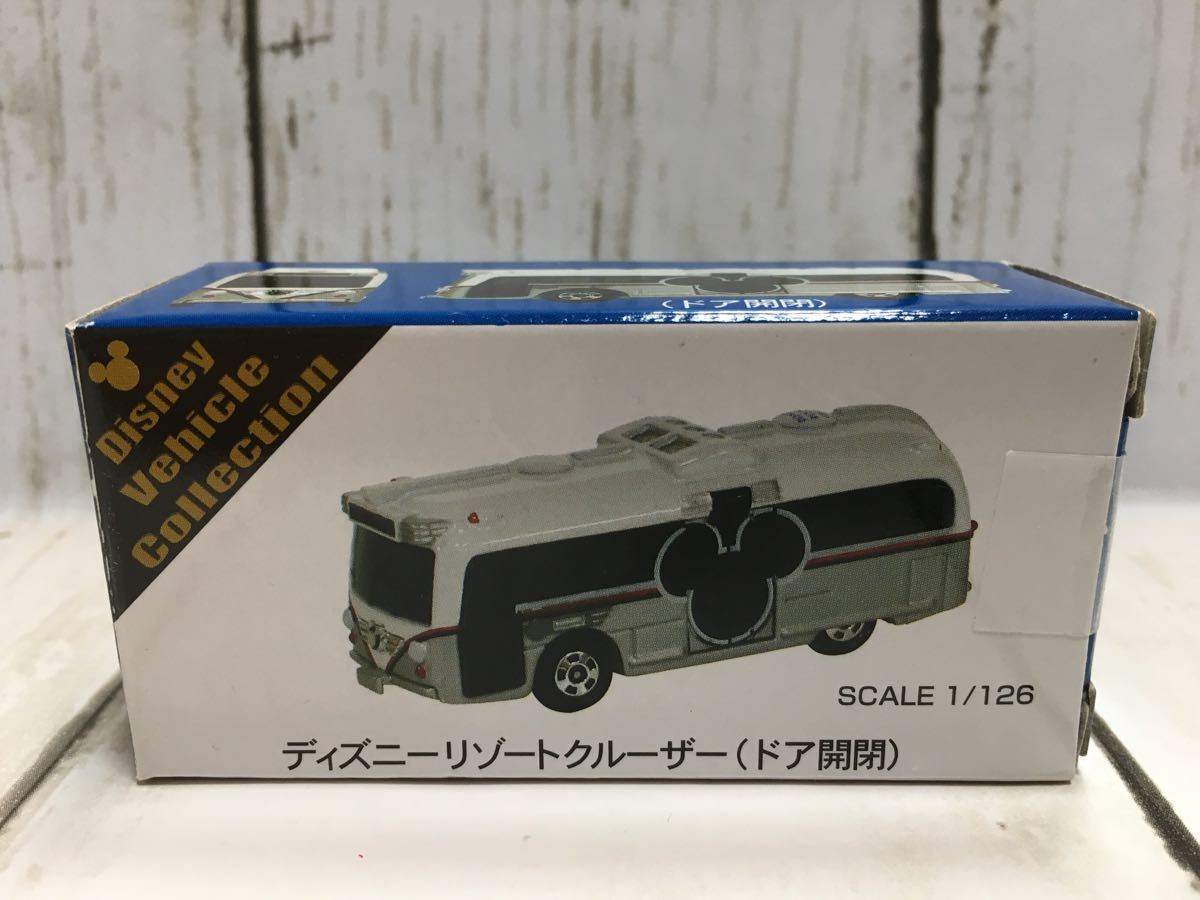 (ドア開閉)
Disney
Vehicle
Collection
SCALE 1/126
ディズニーリゾートクルーザー(ドア開閉)